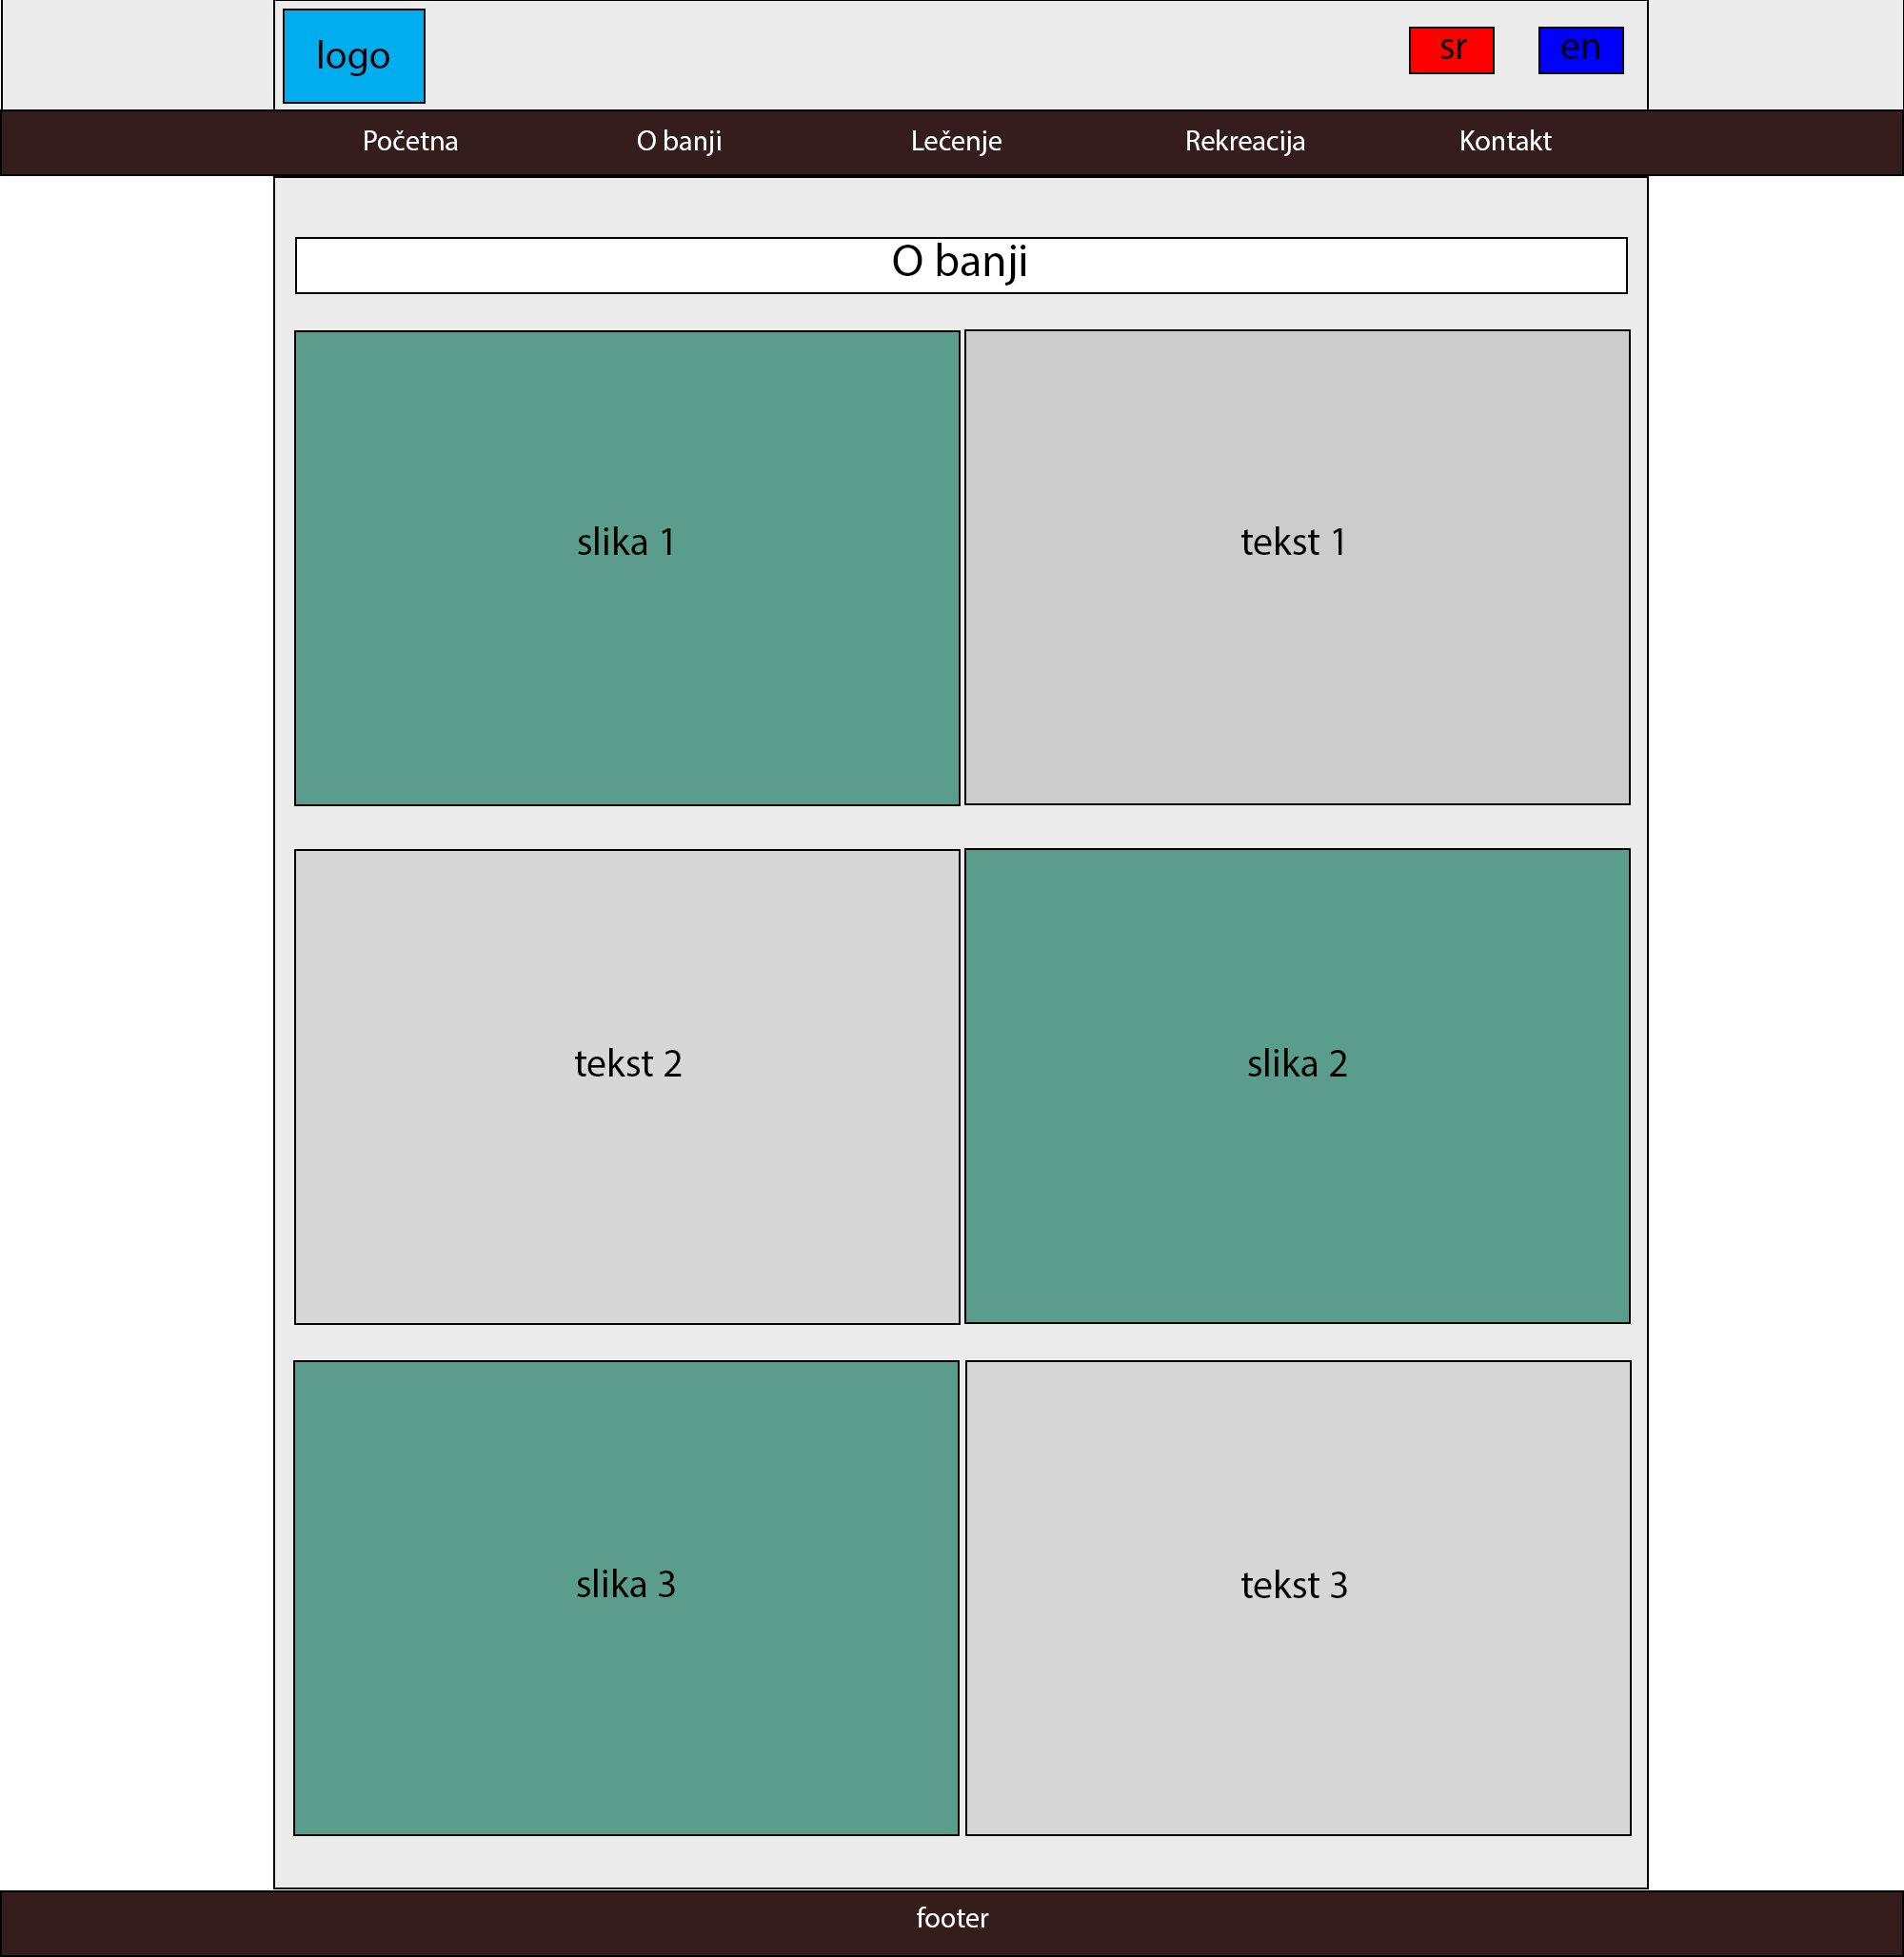 logo
sr
en
Početna
O banji
Lečenje
Rekreacija
Kontakt
O banji
slika 1
tekst 1
tekst 2
slika 2
slika 3
tekst 3
footer